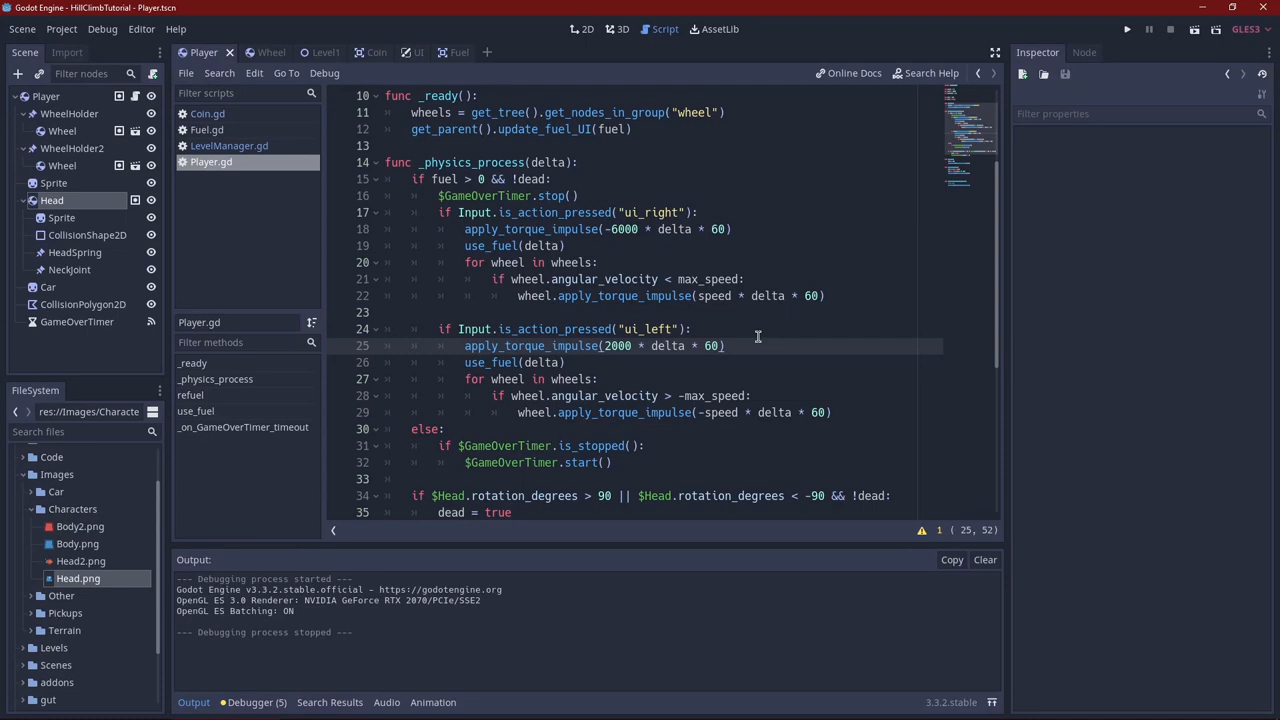 Godot Engine - HillClimbTutorial - Player.tscn
Scene Project Debug Editor Help
2D 3D Script AssetLib
GLES3
Scene Import
Filter nodes
Player
WheelHolder
Wheel
WheelHolder2
Wheel
Sprite
Head
Sprite
CollisionShape2D
HeadSpring
NeckJoint
Car
CollisionPolygon2D
GameOverTimer
FileSystem
res://Images/Characte
Search files
Code
Images
Car
Characters
Body2.png
Body.png
Head2.png
Head.png
Other
Pickups
Terrain
Levels
Scenes
addons
gut
Player Wheel Level1 Coin UI Fuel
File Search Edit Go To Debug
Online Docs Search Help
Filter scripts
Coin.gd
Fuel.gd
LevelManager.gd
Player.gd
Player.gd
Filter methods
_ready
_physics_process
refuel
use_fuel
_on_GameOverTimer_timeout
10 func _ready():
11 wheels = get_tree().get_nodes_in_group("wheel")
12 get_parent().update_fuel_UI(fuel)
13
14 func _physics_process(delta):
15 if fuel > 0 && !dead:
16 $GameOverTimer.stop()
17 if Input.is_action_pressed("ui_right"):
18 apply_torque_impulse(-6000 * delta * 60)
19 use_fuel(delta)
20 for wheel in wheels:
21 if wheel.angular_velocity < max_speed:
22 wheel.apply_torque_impulse(speed * delta * 60)
23
24 if Input.is_action_pressed("ui_left"):
25 apply_torque_impulse(2000 * delta * 60)
26 use_fuel(delta)
27 for wheel in wheels:
28 if wheel.angular_velocity > -max_speed:
29 wheel.apply_torque_impulse(-speed * delta * 60)
30 else:
31 if $GameOverTimer.is_stopped():
32 $GameOverTimer.start()
33
34 if $Head.rotation_degrees > 90 || $Head.rotation_degrees < -90 && !dead:
35 dead = true
1 ( 25, 52)
Output:
Copy Clear
--- Debugging process started ---
Godot Engine v3.3.2.stable.official - https://godotengine.org
OpenGL ES 3.0 Renderer: NVIDIA GeForce RTX 2070/PCIe/SSE2
OpenGL ES Batching: ON
--- Debugging process stopped ---
Output Debugger (5) Search Results Audio Animation
3.3.2.stable
Inspector Node
Filter properties